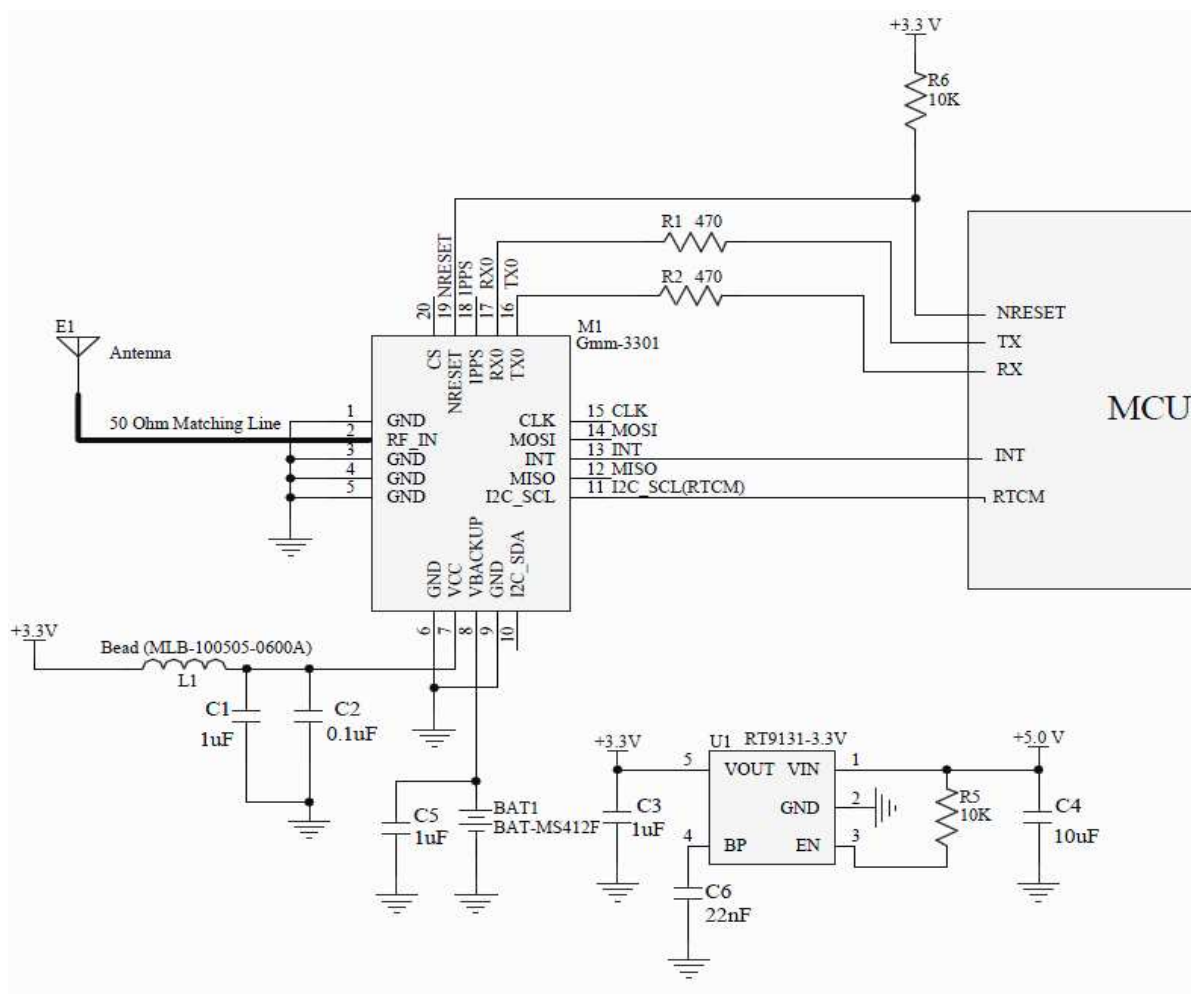 +3.3 V
R6
10K
R1 470
R2 470
20
19 NRESET
18 1PPS
17 RX0
16 TX0
E1
Antenna
M1
Gmm-3301
CS
NRESET
1PPS
RX0
TX0
NRESET
TX
RX
MCU
50 Ohm Matching Line
1 GND
2 RF_IN
3 GND
4 GND
5 GND
CLK 15 CLK
MOSI 14 MOSI
INT 13 INT
MISO 12 MISO
I2C_SCL 11 I2C_SCL(RTCM)
INT
RTCM
GND
VCC
VBACKUP
GND
I2C_SDA
6
7
8
9
10
+3.3V
Bead (MLB-100505-0600A)
L1
C1
1uF
C2
0.1uF
C5
1uF
BAT1
BAT-MS412F
+3.3V
U1 RT9131-3.3V
+5.0 V
5 VOUT VIN 1
GND 2
4 BP EN 3
C3
1uF
R5
10K
C4
10uF
C6
22nF